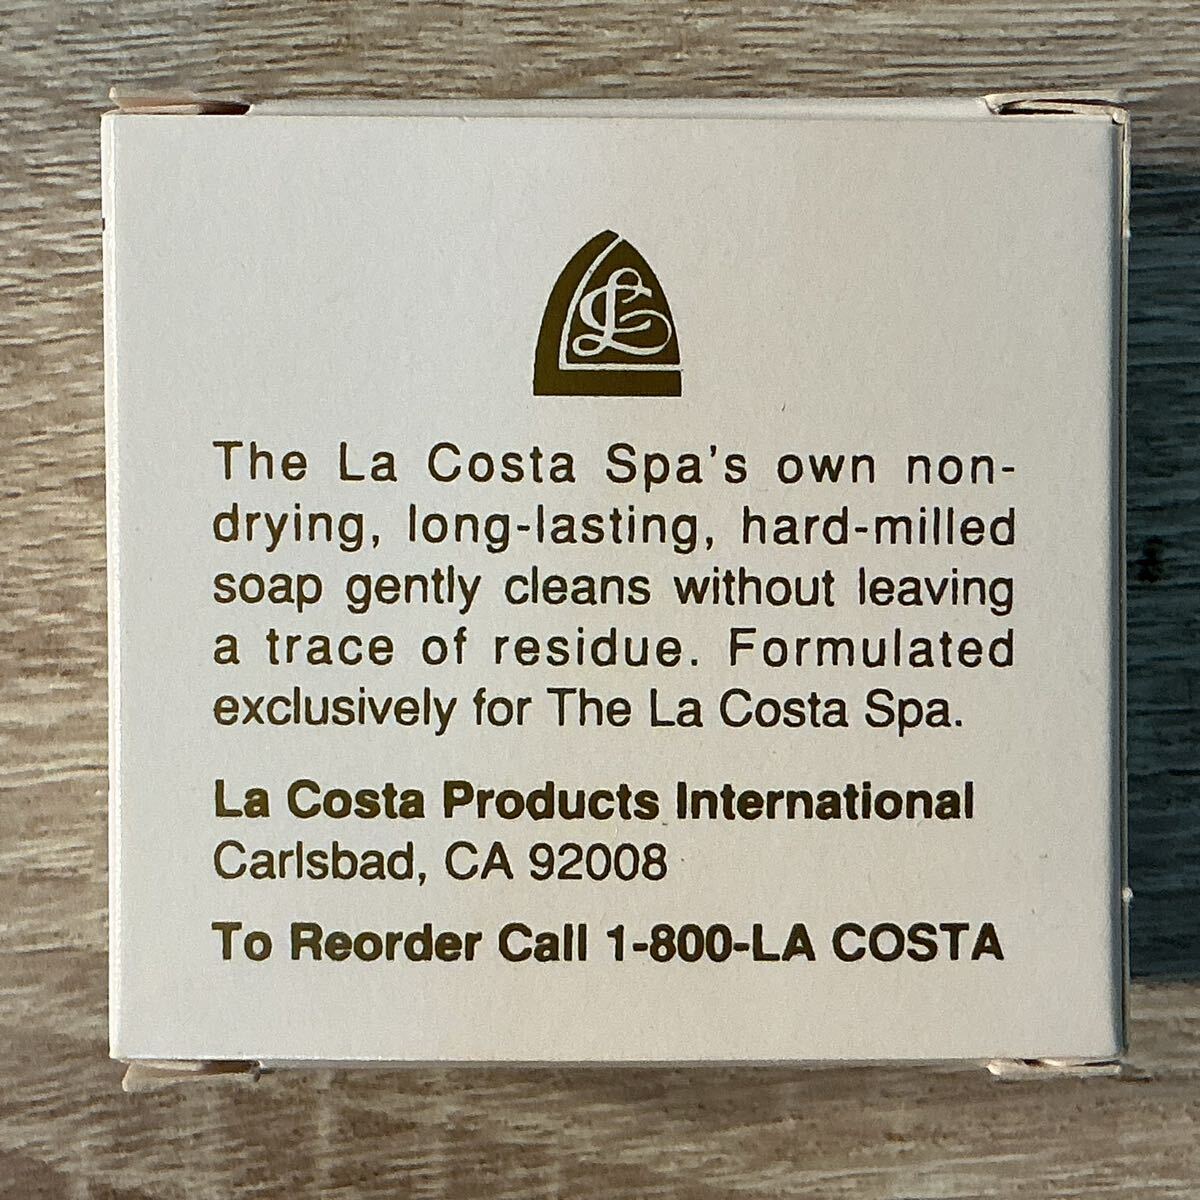 The La Costa Spa's own non-
drying, long-lasting, hard-milled
soap gently cleans without leaving
a trace of residue. Formulated
exclusively for The La Costa Spa.
La Costa Products International
Carlsbad, CA 92008
To Reorder Call 1-800-LA COSTA